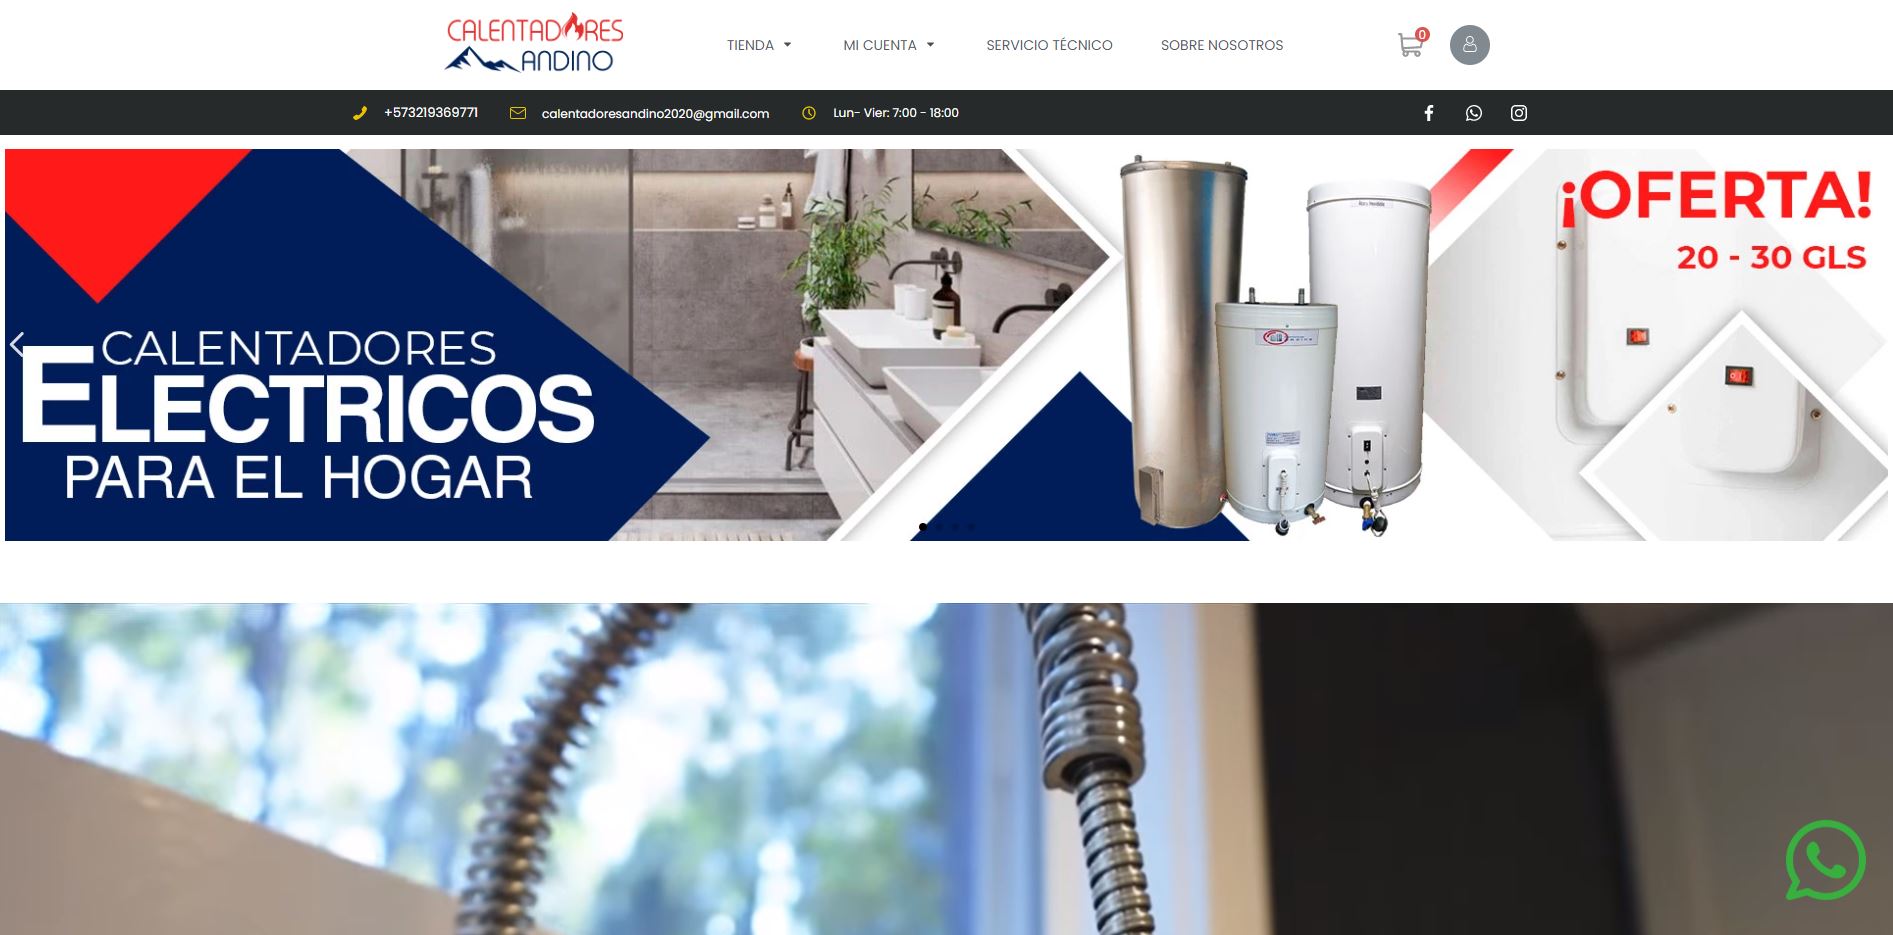 CALENTADORES
ANDINO
TIENDA
MI CUENTA
SERVICIO TÉCNICO
SOBRE NOSOTROS
0
+573219369771
calentadoresandino2020@gmail.com
Lun- Vier: 7:00 - 18:00
¡OFERTA!
20 - 30 GLS
CALENTADORES
ELECTRICOS
PARA EL HOGAR